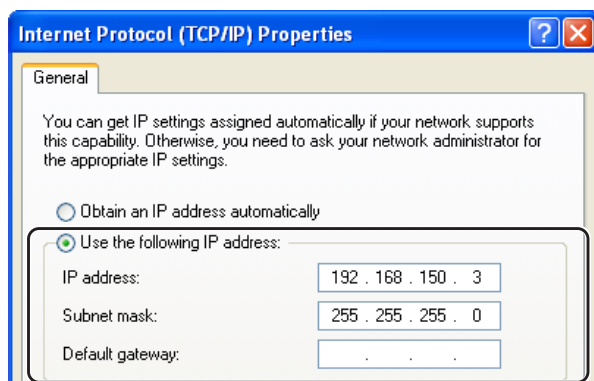 Internet Protocol (TCP/IP) Properties
General
You can get IP settings assigned automatically if your network supports
this capability. Otherwise, you need to ask your network administrator for
the appropriate IP settings.
Obtain an IP address automatically
Use the following IP address:
IP address: 192 . 168 . 150 . 3
Subnet mask: 255 . 255 . 255 . 0
Default gateway: . . .